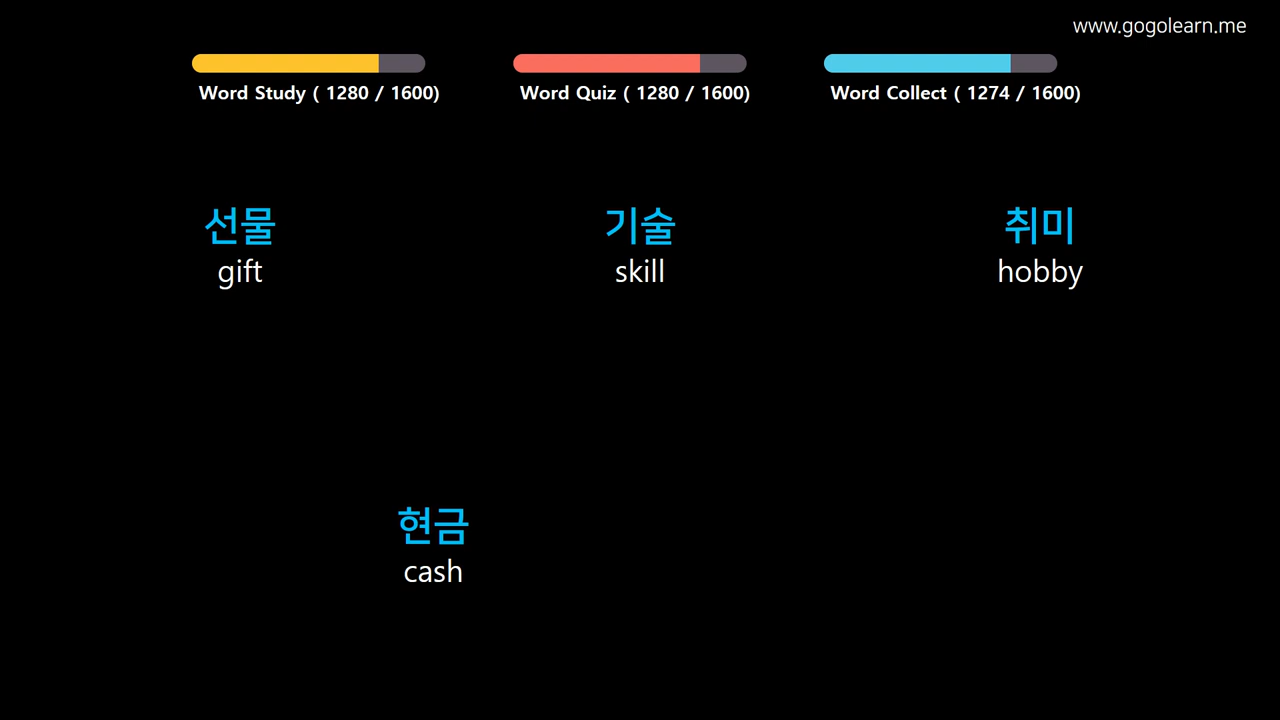 www.gogolearn.me
Word Study ( 1280 / 1600)
Word Quiz ( 1280 / 1600)
Word Collect ( 1274 / 1600)
선물
gift
기술
skill
취미
hobby
현금
cash